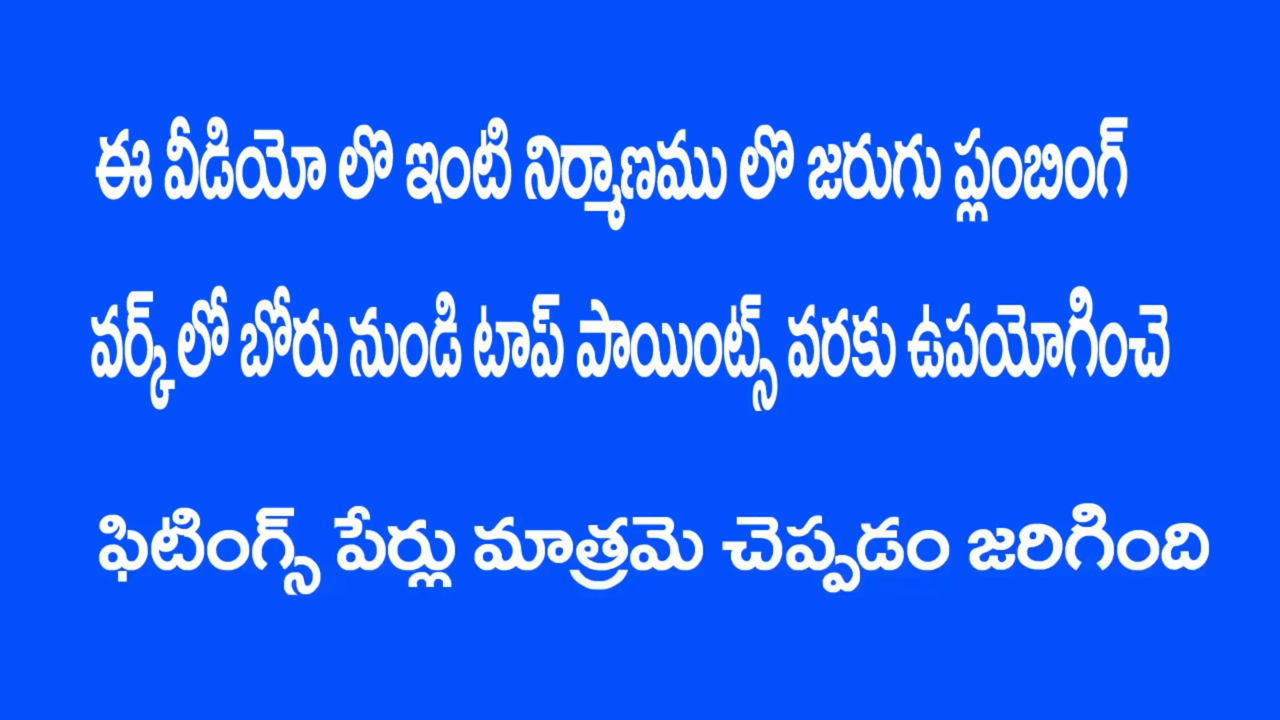 ఈ వీడియో లొ ఇంటి నిర్మాణము లొ జరుగు ప్లంబింగ్
వర్క్ లో బోరు నుండి టాప్ పాయింట్స్ వరకు ఉపయోగించె
ఫిటింగ్స్ పేర్లు మాత్రమె చెప్పడం జరిగింది